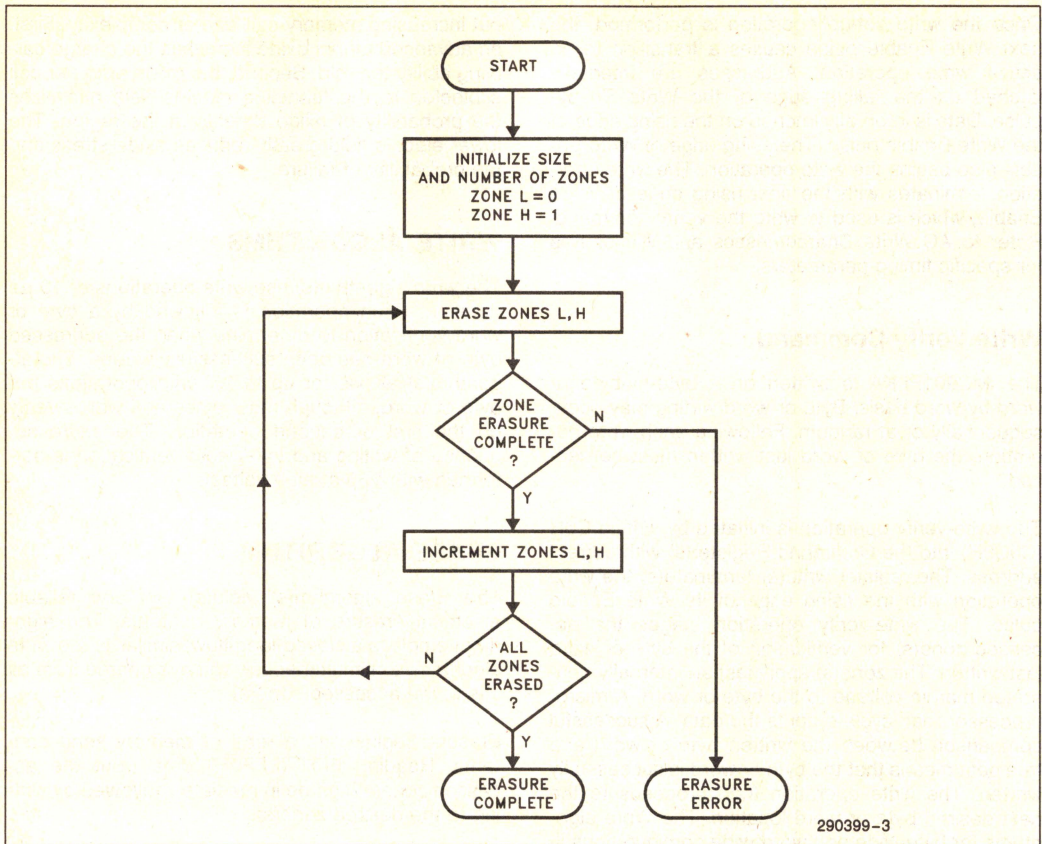 START
INITIALIZE SIZE
AND NUMBER OF ZONES
ZONE L = 0
ZONE H = 1
ERASE ZONES L, H
ZONE
ERASURE
COMPLETE
?
N
Y
INCREMENT ZONES L, H
ALL
ZONES
ERASED
?
N
Y
ERASURE
COMPLETE
ERASURE
ERROR
290399-3